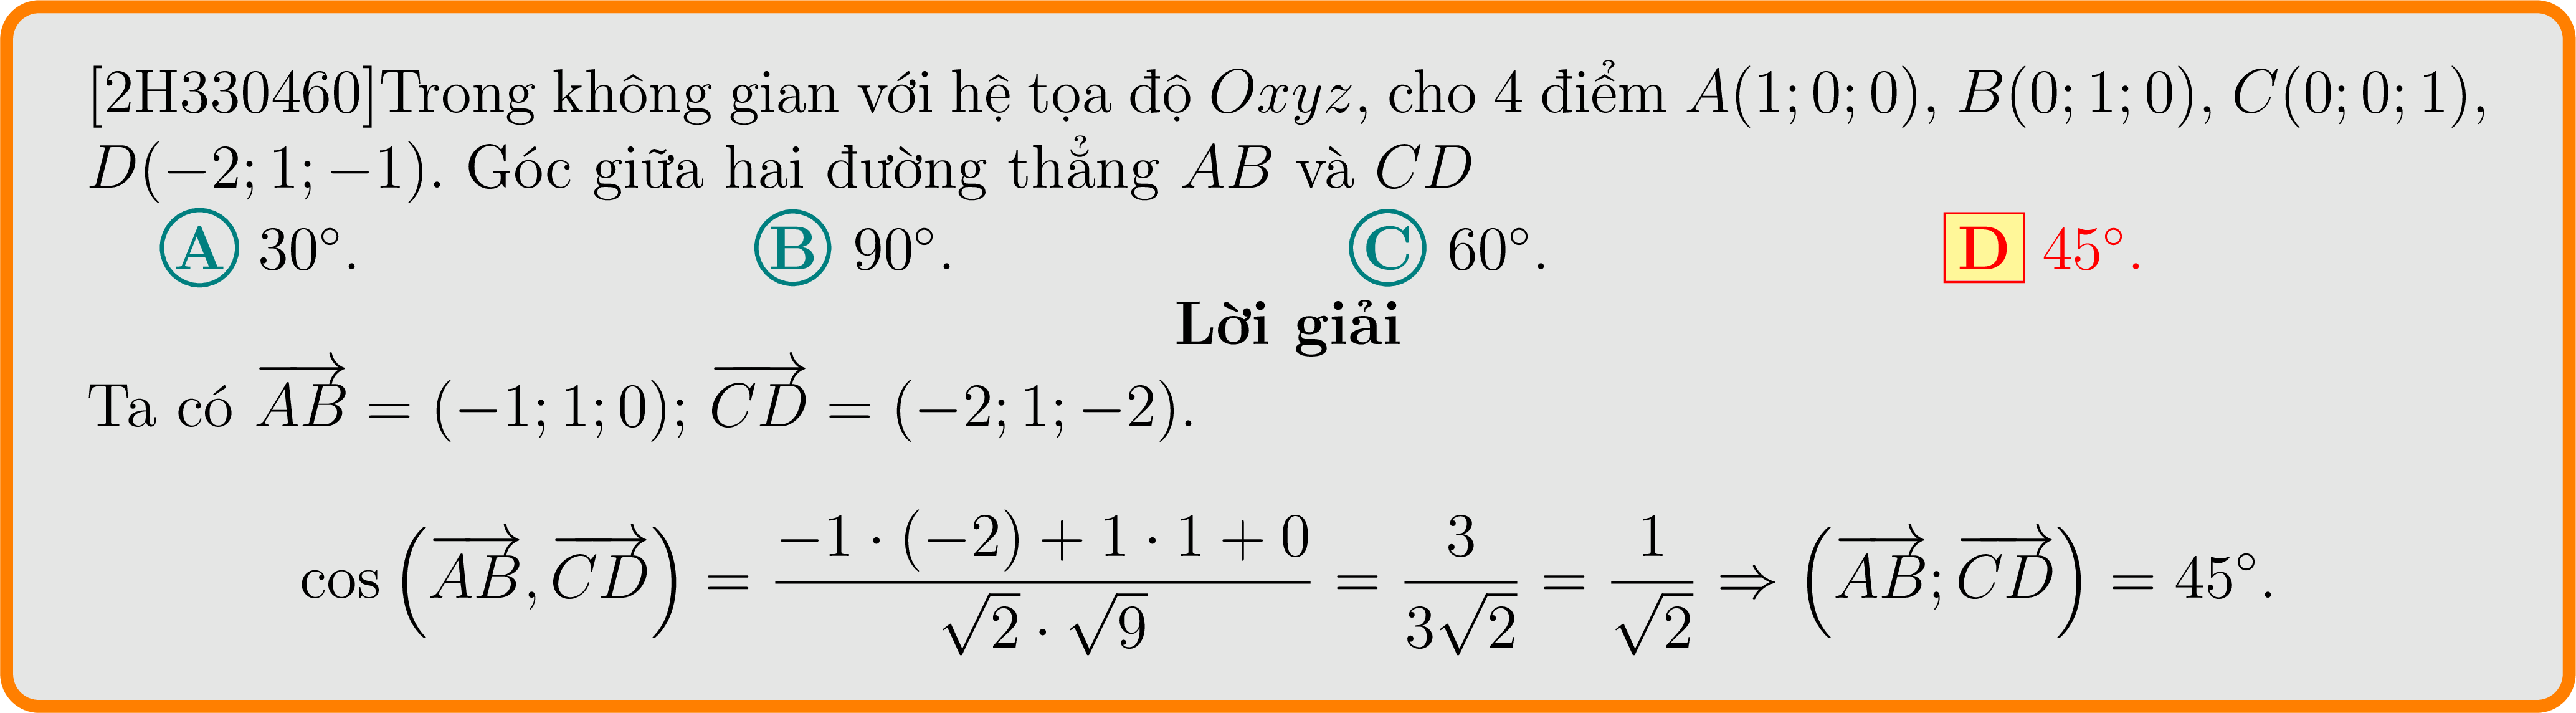 [2H330460]Trong không gian với hệ tọa độ $Oxyz$, cho 4 điểm $A(1;0;0)$, $B(0;1;0)$, $C(0;0;1)$,
$D(-2;1;-1)$. Góc giữa hai đường thẳng $AB$ và $CD$
A 30°. B 90°. C 60°. D 45°.
Lời giải
Ta có $\overrightarrow{AB} = (-1;1;0)$; $\overrightarrow{CD} = (-2;1;-2)$.
$\cos\left(\overrightarrow{AB},\overrightarrow{CD}\right) = \frac{-1\cdot(-2)+1\cdot 1+0}{\sqrt{2}\cdot\sqrt{9}} = \frac{3}{3\sqrt{2}} = \frac{1}{\sqrt{2}} \Rightarrow \left(\overrightarrow{AB};\overrightarrow{CD}\right) = 45^\circ.$